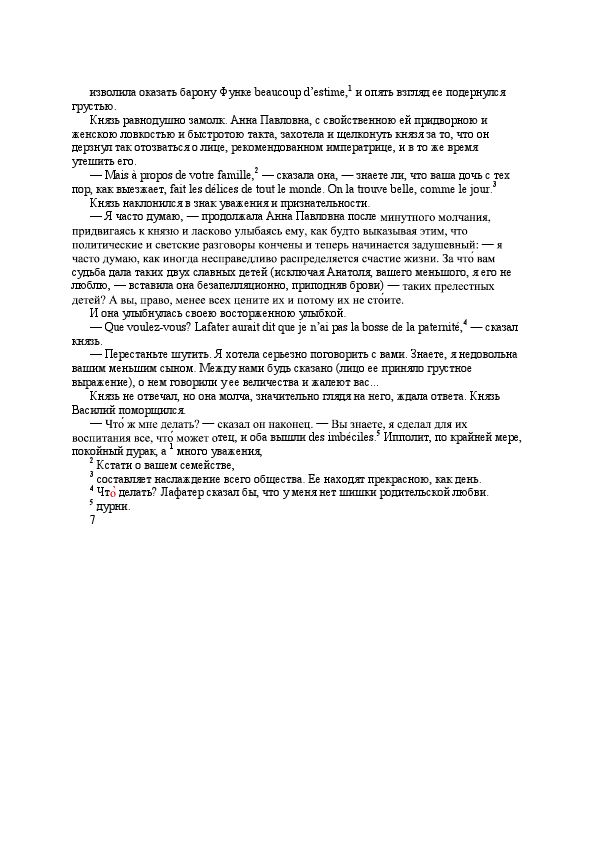 изволила оказать барону Функе beaucoup d’estime,¹ и опять взгляд ее подернулся
грустью.
Князь равнодушно замолк. Анна Павловна, с свойственною ей придворною и
женскою ловкостью и быстротою такта, захотела и щелконуть князя за то, что он
дерзнул так отозваться о лице, рекомендованном императрице, и в то же время
утешить его.
— Mais à propos de votre famille,² — сказала она, — знаете ли, что ваша дочь с тех
пор, как выезжает, fait les délices de tout le monde. On la trouve belle, comme le jour.³
Князь наклонился в знак уважения и признательности.
— Я часто думаю, — продолжала Анна Павловна после минутного молчания,
придвигаясь к князю и ласково улыбаясь ему, как будто выказывая этим, что
политические и светские разговоры кончены и теперь начинается задушевный: — я
часто думаю, как иногда несправедливо распределяется счастие жизни. За что́ вам
судьба дала таких двух славных детей (исключая Анатоля, вашего меньшого, я его не
люблю, — вставила она безапелляционно, приподняв брови) — таких прелестных
детей? А вы, право, менее всех цените их и потому их не сто́ите.
И она улыбнулась своею восторженною улыбкой.
— Que voulez-vous? Lafater aurait dit que je n’ai pas la bosse de la paternité,⁴ — сказал
князь.
— Перестаньте шутить. Я хотела серьезно поговорить с вами. Знаете, я недовольна
вашим меньшим сыном. Между нами будь сказано (лицо ее приняло грустное
выражение), о нем говорили у ее величества и жалеют вас...
Князь не отвечал, но она молча, значительно глядя на него, ждала ответа. Князь
Василий поморщился.
— Что́ ж мне делать? — сказал он наконец. — Вы знаете, я сделал для их
воспитания все, что́ может отец, и оба вышли des imbéciles.⁵ Ипполит, по крайней мере,
покойный дурак, а ¹ много уважения,
² Кстати о вашем семействе,
³ составляет наслаждение всего общества. Ее находят прекрасною, как день.
⁴ Что̀ делать? Лафатер сказал бы, что у меня нет шишки родительской любви.
⁵ дурни.
7